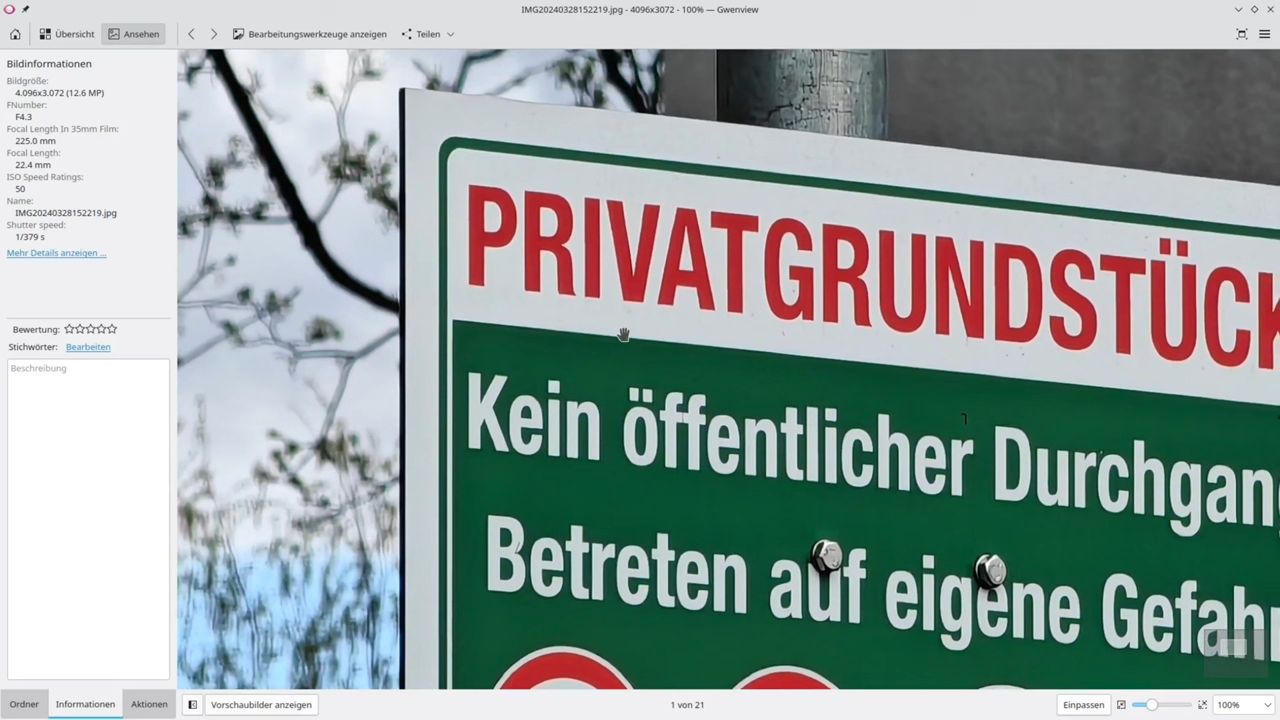 IMG20240328152219.jpg - 4096x3072 - 100% — Gwenview
Übersicht Ansehen Bearbeitungswerkzeuge anzeigen Teilen
Bildinformationen
Bildgröße:
4.096x3.072 (12.6 MP)
FNumber:
F4.3
Focal Length In 35mm Film:
225.0 mm
Focal Length:
22.4 mm
ISO Speed Ratings:
50
Name:
IMG20240328152219.jpg
Shutter speed:
1/379 s
Mehr Details anzeigen ...
Bewertung:
Stichwörter: Bearbeiten
Beschreibung
PRIVATGRUNDSTÜCK
Kein öffentlicher Durchgang
Betreten auf eigene Gefahr
Ordner Informationen Aktionen Vorschaubilder anzeigen 1 von 21 Einpassen 100%